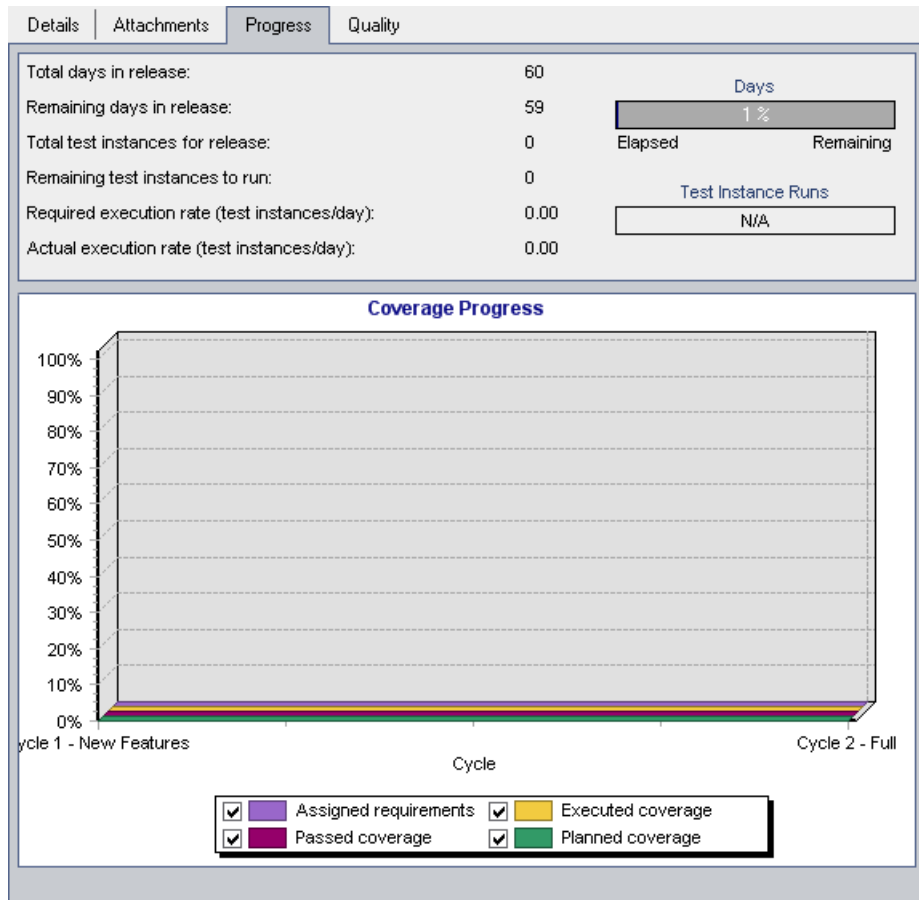 Details Attachments Progress Quality
Total days in release: 60
Remaining days in release: 59
Total test instances for release: 0
Remaining test instances to run: 0
Required execution rate (test instances/day): 0.00
Actual execution rate (test instances/day): 0.00
Days
1 %
Elapsed Remaining
Test Instance Runs
N/A
Coverage Progress
100%
90%
80%
70%
60%
50%
40%
30%
20%
10%
0%
ycle 1 - New Features Cycle 2 - Full
Cycle
Assigned requirements Executed coverage
Passed coverage Planned coverage